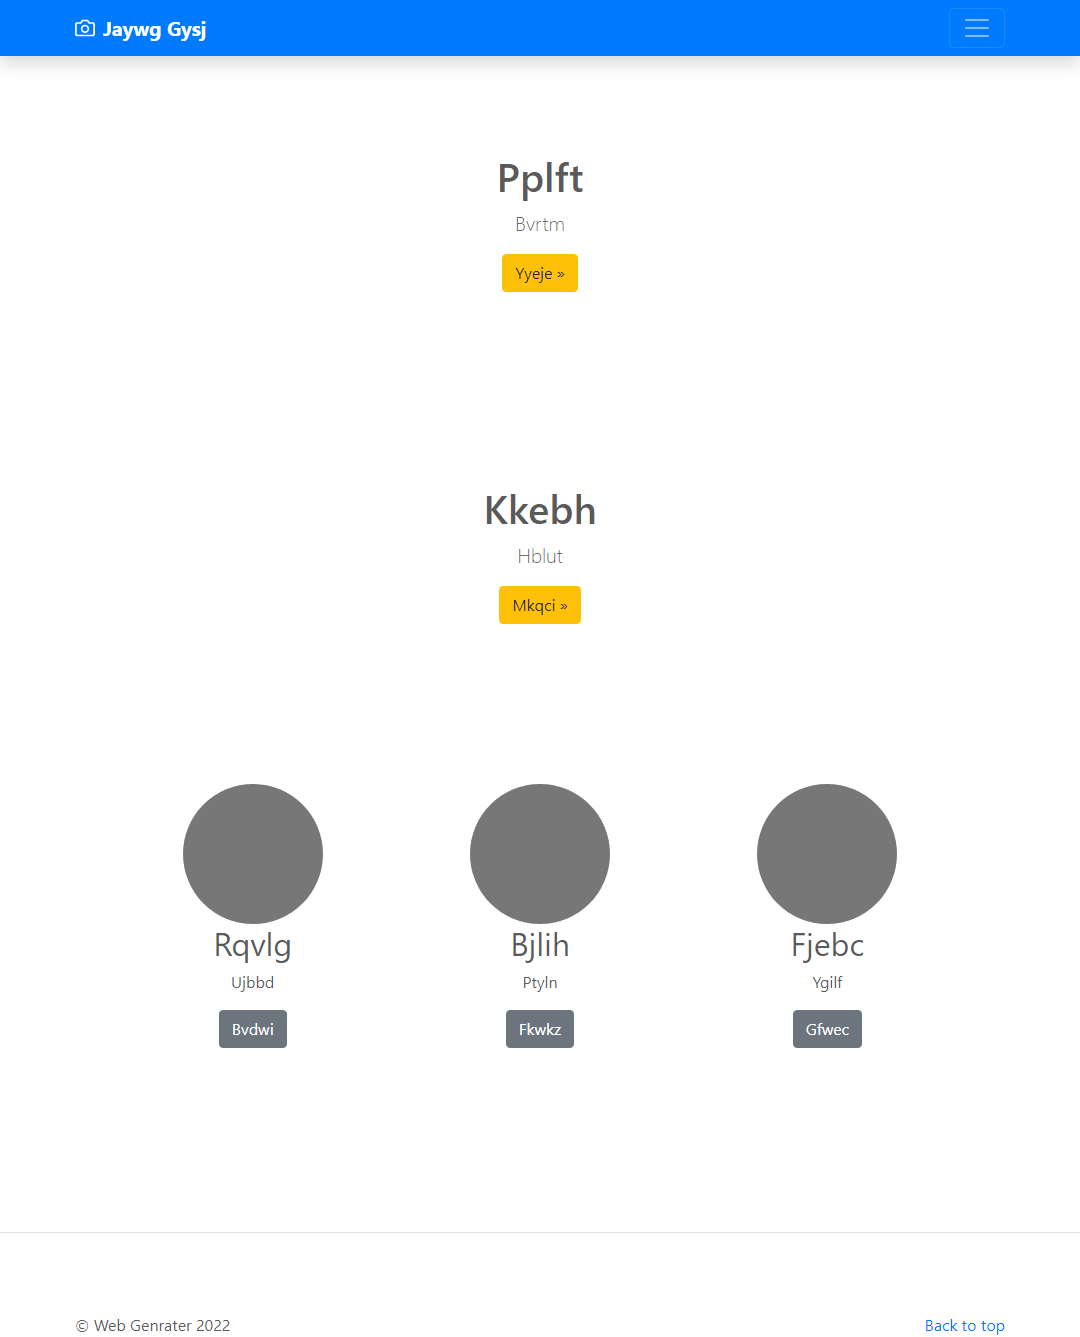 Jaywg Gysj
Pplft
Bvrtm
Yyeje »
Kkebh
Hblut
Mkqci »
Rqvlg
Bjlih
Fjebc
Ujbbd
Ptyln
Ygilf
Bvdwi
Fkwkz
Gfwec
© Web Genrater 2022
Back to top